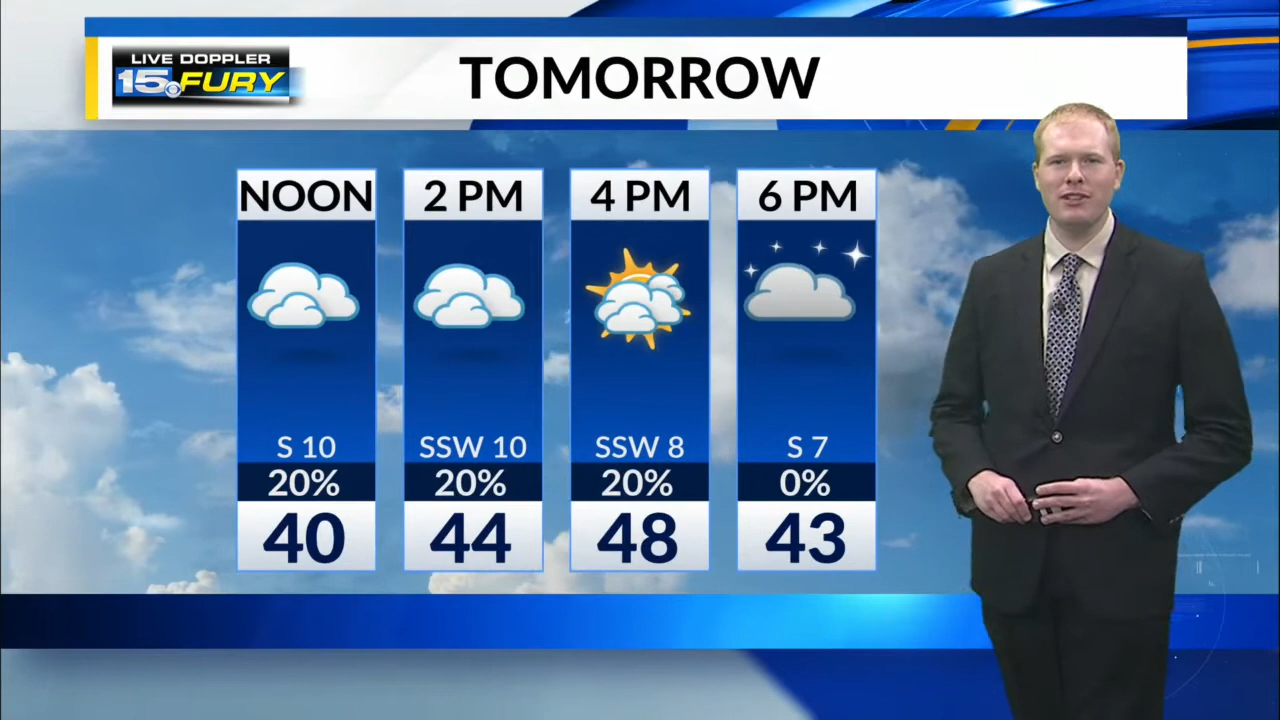 LIVE DOPPLER
15 FURY
TOMORROW
NOON
2 PM
4 PM
6 PM
S 10
SSW 10
SSW 8
S 7
20%
20%
20%
0%
40
44
48
43